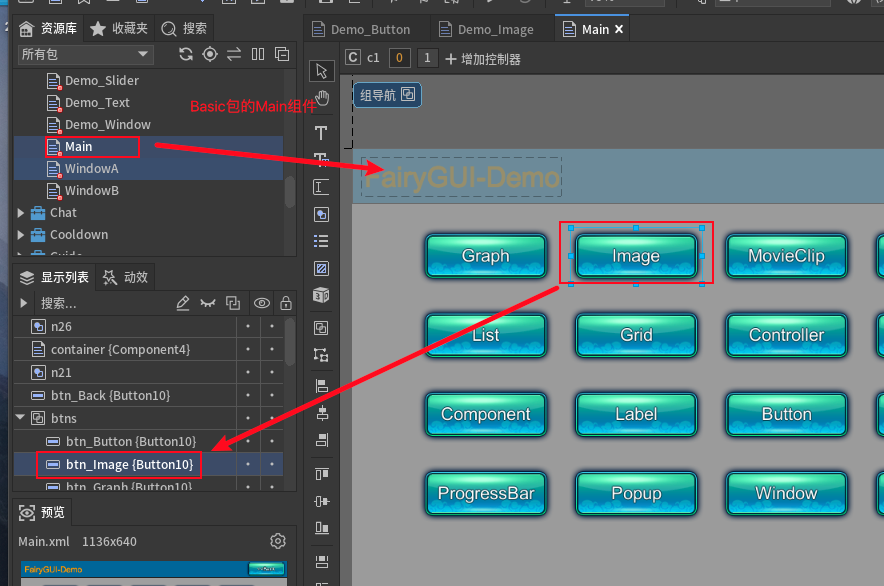 资源库
收藏夹
搜索
所有包
Demo_Slider
Demo_Text
Demo_Window
Main
WindowA
WindowB
Chat
Cooldown
Basic包的Main组件
显示列表
动效
搜索...
n26
container {Component4}
n21
btn_Back {Button10}
btns
btn_Button {Button10}
btn_Image {Button10}
btn_Graph {Button10}
预览
Main.xml 1136x640
FairyGUI-Demo
Demo_Button
Demo_Image
Main
C c1 0 1 增加控制器
组导航
FairyGUI-Demo
Graph Image MovieClip
List Grid Controller
Component Label Button
ProgressBar Popup Window